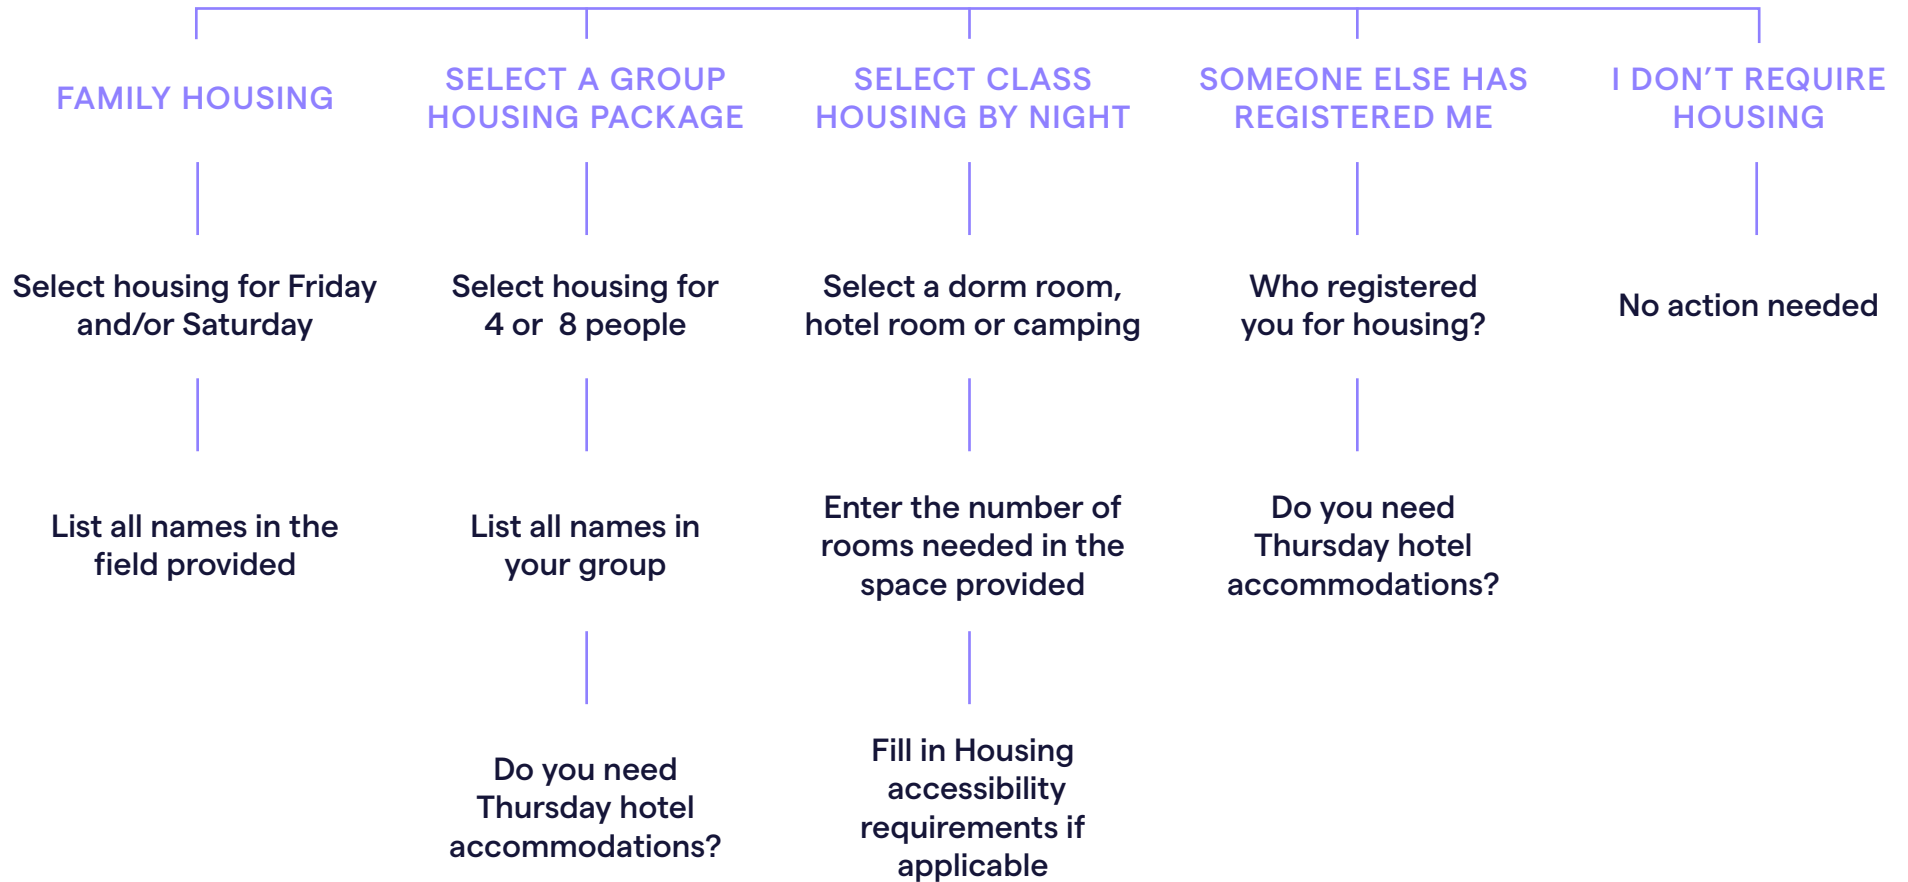 FAMILY HOUSING
Select housing for Friday
and/or Saturday
List all names in the
field provided
SELECT A GROUP
HOUSING PACKAGE
Select housing for
4 or  8 people
List all names in
your group
Do you need
Thursday hotel
accommodations?
SELECT CLASS
HOUSING BY NIGHT
Select a dorm room,
hotel room or camping
Enter the number of
rooms needed in the
space provided
Fill in Housing
accessibility
requirements if
applicable
SOMEONE ELSE HAS
REGISTERED ME
Who registered
you for housing?
Do you need
Thursday hotel
accommodations?
I DON’T REQUIRE
HOUSING
No action needed